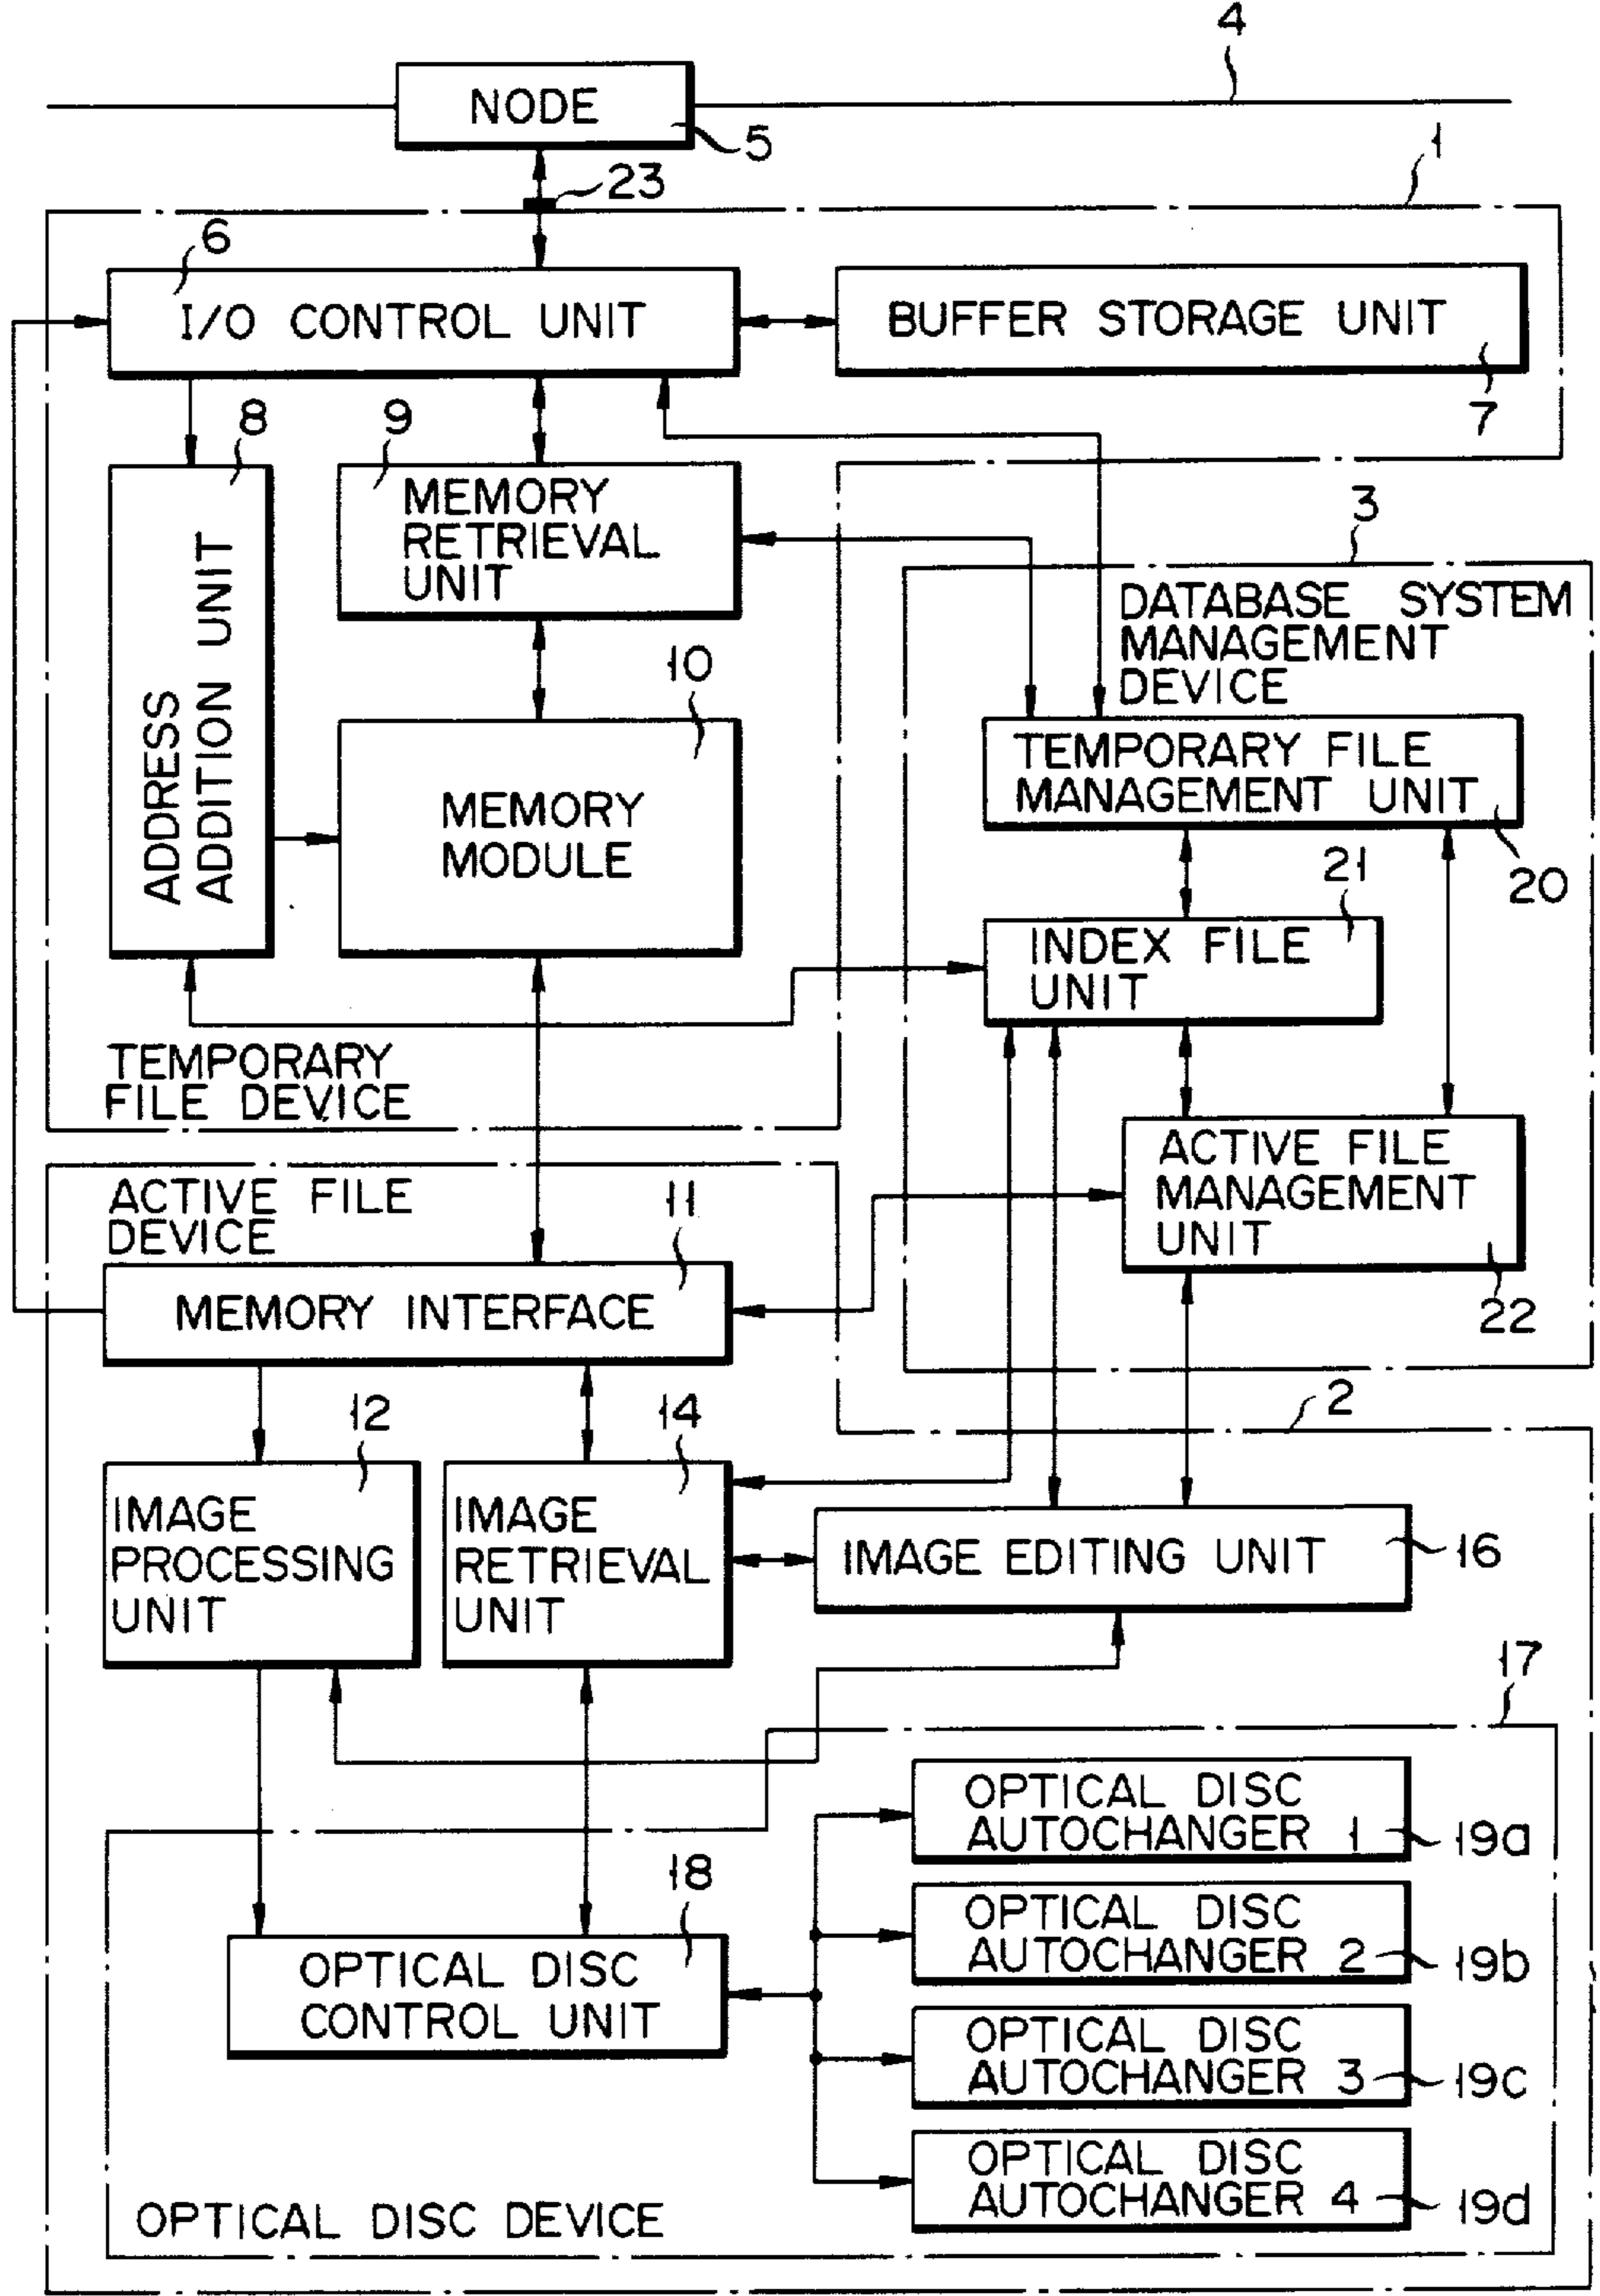 4
NODE
5
1
23
6
I/O CONTROL UNIT
BUFFER STORAGE UNIT
7
8
9
MEMORY
RETRIEVAL
UNIT
3
DATABASE SYSTEM
MANAGEMENT
DEVICE
ADDRESS
ADDITION UNIT
10
MEMORY
MODULE
TEMPORARY FILE
MANAGEMENT UNIT
20
21
INDEX FILE
UNIT
TEMPORARY
FILE DEVICE
ACTIVE FILE
MANAGEMENT
UNIT
22
ACTIVE FILE
DEVICE
11
MEMORY INTERFACE
2
12
14
IMAGE
PROCESSING
UNIT
IMAGE
RETRIEVAL
UNIT
IMAGE EDITING UNIT
16
17
OPTICAL DISC
AUTOCHANGER 1
19a
18
OPTICAL DISC
AUTOCHANGER 2
19b
OPTICAL DISC
CONTROL UNIT
OPTICAL DISC
AUTOCHANGER 3
19c
OPTICAL DISC
AUTOCHANGER 4
19d
OPTICAL DISC DEVICE